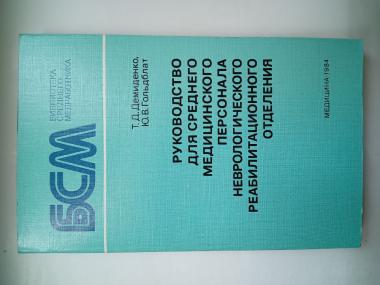 БСМ
БИБЛИОТЕКА
СРЕДНЕГО
МЕДРАБОТНИКА
Т. Д. Демиденко,
Ю. В. Гольдблат
РУКОВОДСТВО
ДЛЯ СРЕДНЕГО
МЕДИЦИНСКОГО
ПЕРСОНАЛА
НЕВРОЛОГИЧЕСКОГО
РЕАБИЛИТАЦИОННОГО
ОТДЕЛЕНИЯ
МЕДИЦИНА·1984